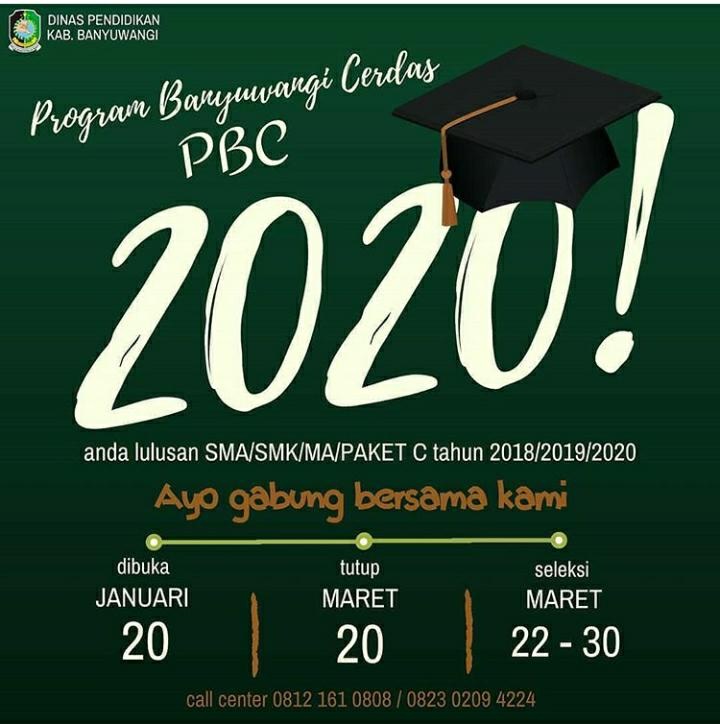 DINAS PENDIDIKAN
KAB. BANYUWANGI
Program Banyuwangi Cerdas
PBC
2020!
anda lulusan SMA/SMK/MA/PAKET C tahun 2018/2019/2020
Ayo gabung bersama kami
dibuka
JANUARI
20
tutup
MARET
20
seleksi
MARET
22 - 30
call center 0812 161 0808 / 0823 0209 4224